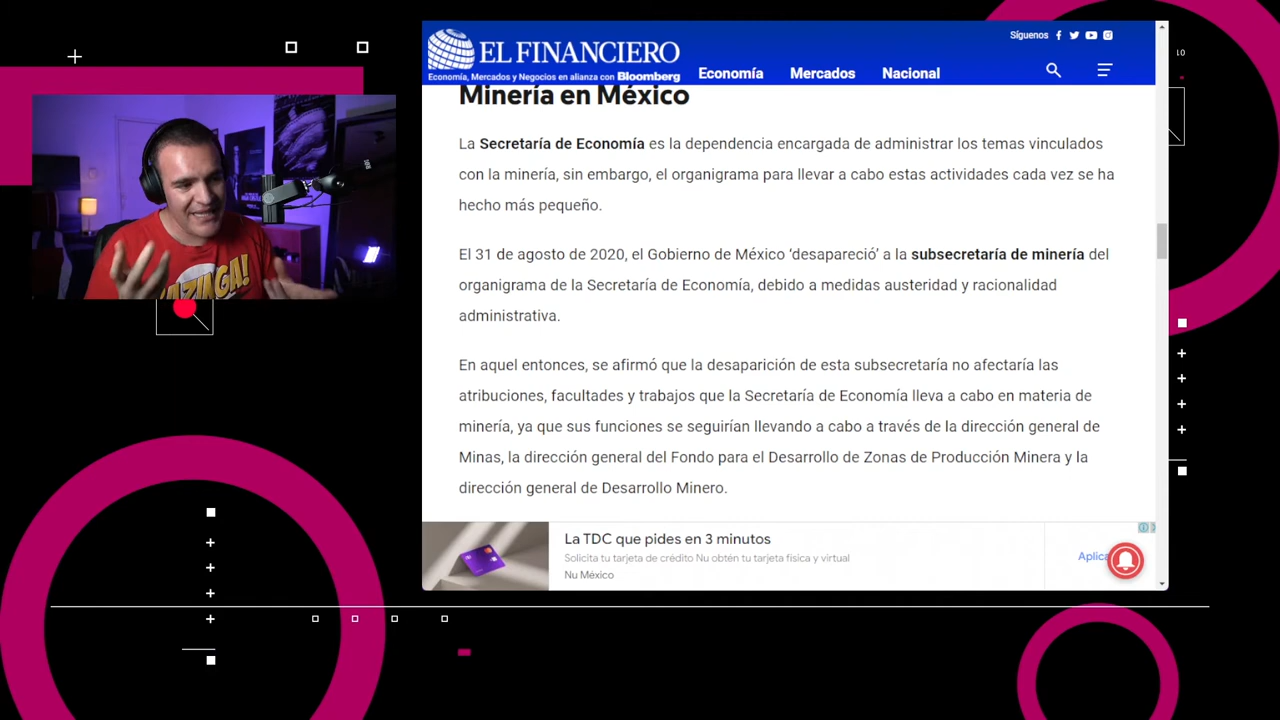 Síguenos
EL FINANCIERO
Economía, Mercados y Negocios en alianza con Bloomberg
Economía Mercados Nacional
Minería en México
La Secretaría de Economía es la dependencia encargada de administrar los temas vinculados
con la minería, sin embargo, el organigrama para llevar a cabo estas actividades cada vez se ha
hecho más pequeño.
El 31 de agosto de 2020, el Gobierno de México ‘desapareció’ a la subsecretaría de minería del
organigrama de la Secretaría de Economía, debido a medidas austeridad y racionalidad
administrativa.
En aquel entonces, se afirmó que la desaparición de esta subsecretaría no afectaría las
atribuciones, facultades y trabajos que la Secretaría de Economía lleva a cabo en materia de
minería, ya que sus funciones se seguirían llevando a cabo a través de la dirección general de
Minas, la dirección general del Fondo para el Desarrollo de Zonas de Producción Minera y la
dirección general de Desarrollo Minero.
La TDC que pides en 3 minutos
Solicita tu tarjeta de crédito Nu obtén tu tarjeta física y virtual
Nu México
Aplica